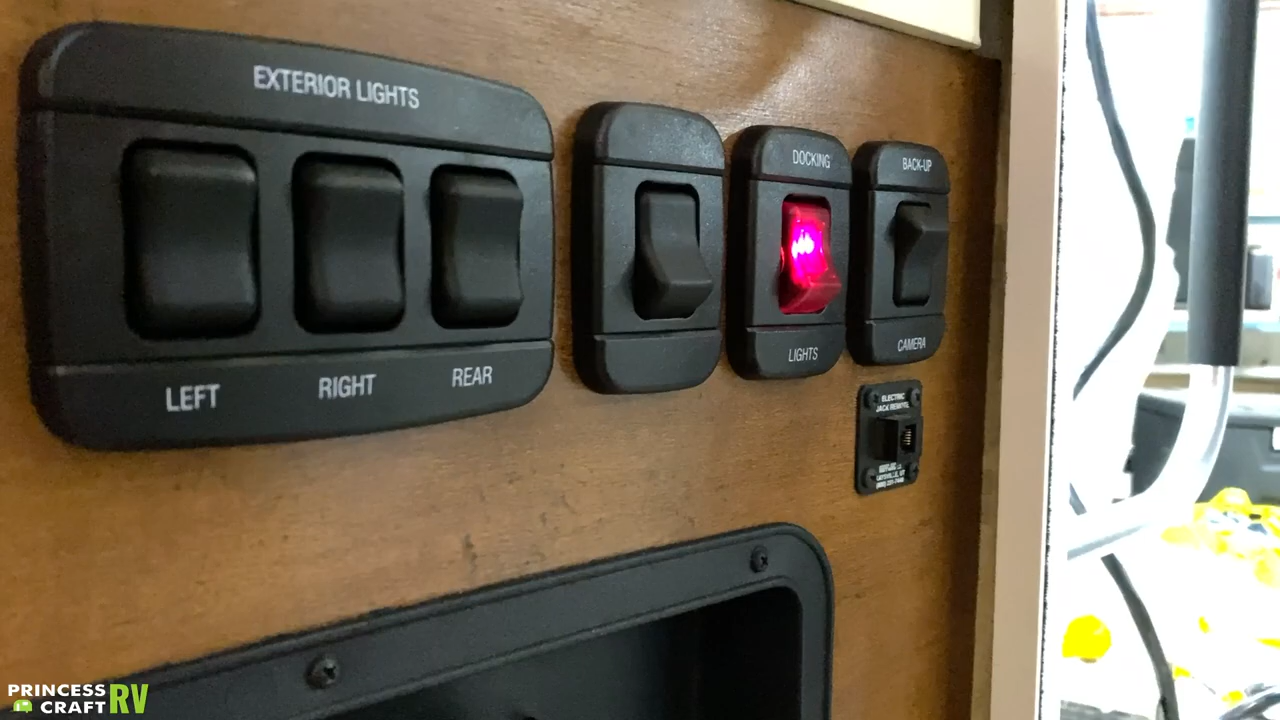 EXTERIOR LIGHTS
LEFT
RIGHT
REAR
DOCKING
LIGHTS
BACK-UP
CAMERA
ELECTRIC
JACK REMOTE
PRINCESS
CRAFT RV